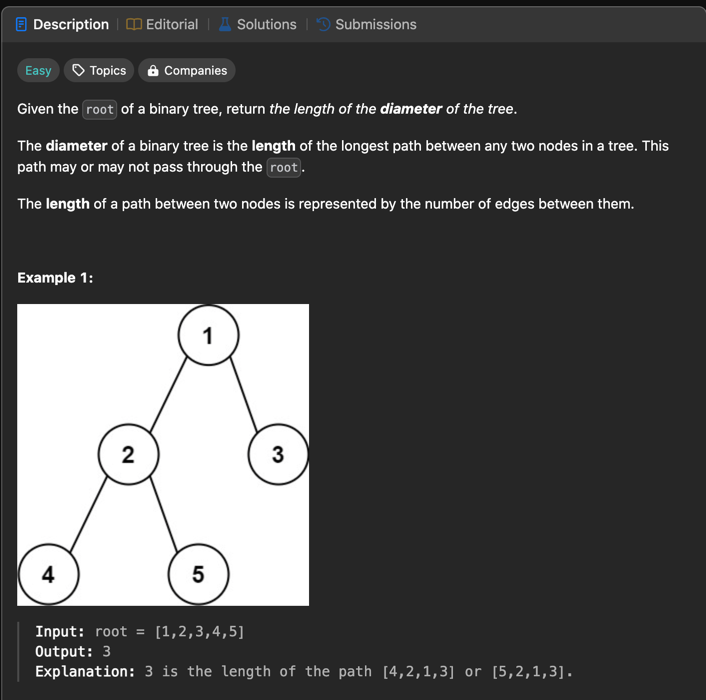 Description | Editorial | Solutions | Submissions
Easy Topics Companies
Given the root of a binary tree, return the length of the diameter of the tree.
The diameter of a binary tree is the length of the longest path between any two nodes in a tree. This
path may or may not pass through the root.
The length of a path between two nodes is represented by the number of edges between them.
Example 1:
1
2 3
4 5
Input: root = [1,2,3,4,5]
Output: 3
Explanation: 3 is the length of the path [4,2,1,3] or [5,2,1,3].